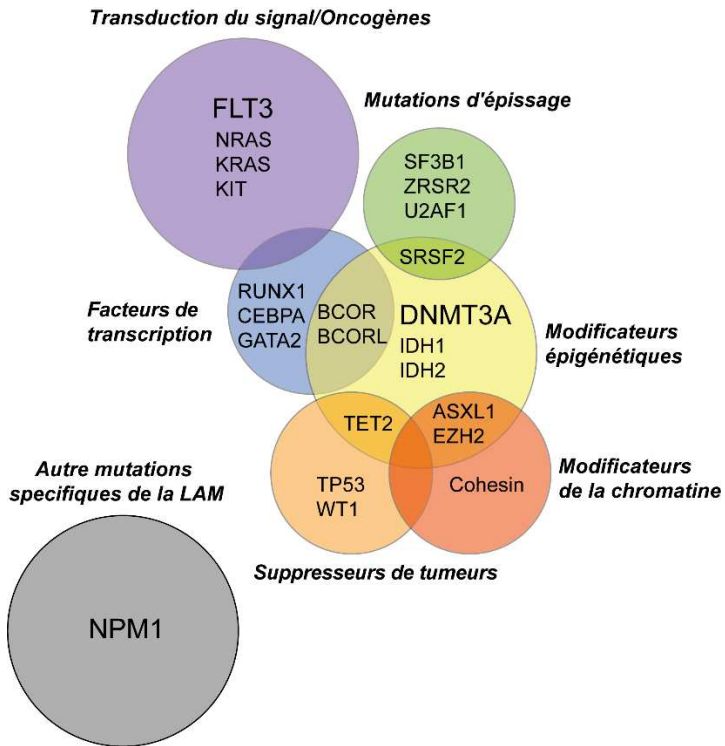 Transduction du signal/Oncogènes
FLT3
NRAS
KRAS
KIT
Mutations d'épissage
SF3B1
ZRSR2
U2AF1
SRSF2
Facteurs de
transcription
RUNX1
CEBPA
GATA2
BCOR
BCORL
DNMT3A
IDH1
IDH2
Modificateurs
épigénétiques
TET2
ASXL1
EZH2
TP53
WT1
Cohesin
Modificateurs
de la chromatine
Suppresseurs de tumeurs
Autre mutations
specifiques de la LAM
NPM1